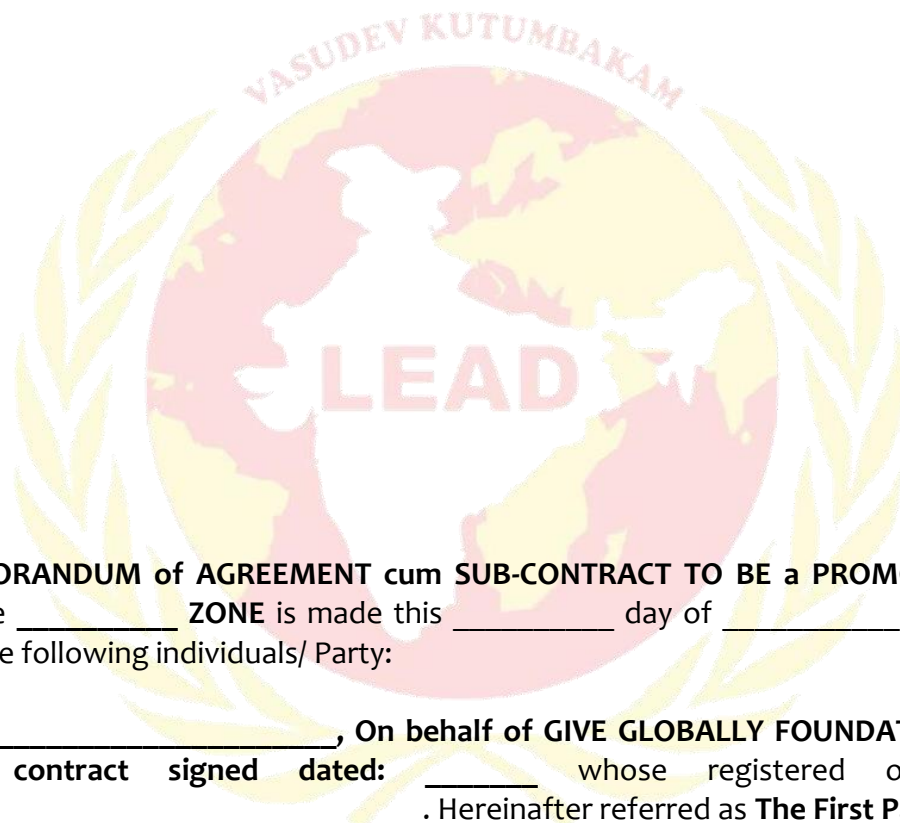 VASUDEV KUTUMBAKAM
LEAD
ORANDUM of AGREEMENT cum SUB-CONTRACT TO BE a PROM
__________ ZONE is made this __________ day of ___________
e following individuals/ Party:
_____________________, On behalf of GIVE GLOBALLY FOUNDAT
contract signed dated: _______ whose registered o
. Hereinafter referred as The First P